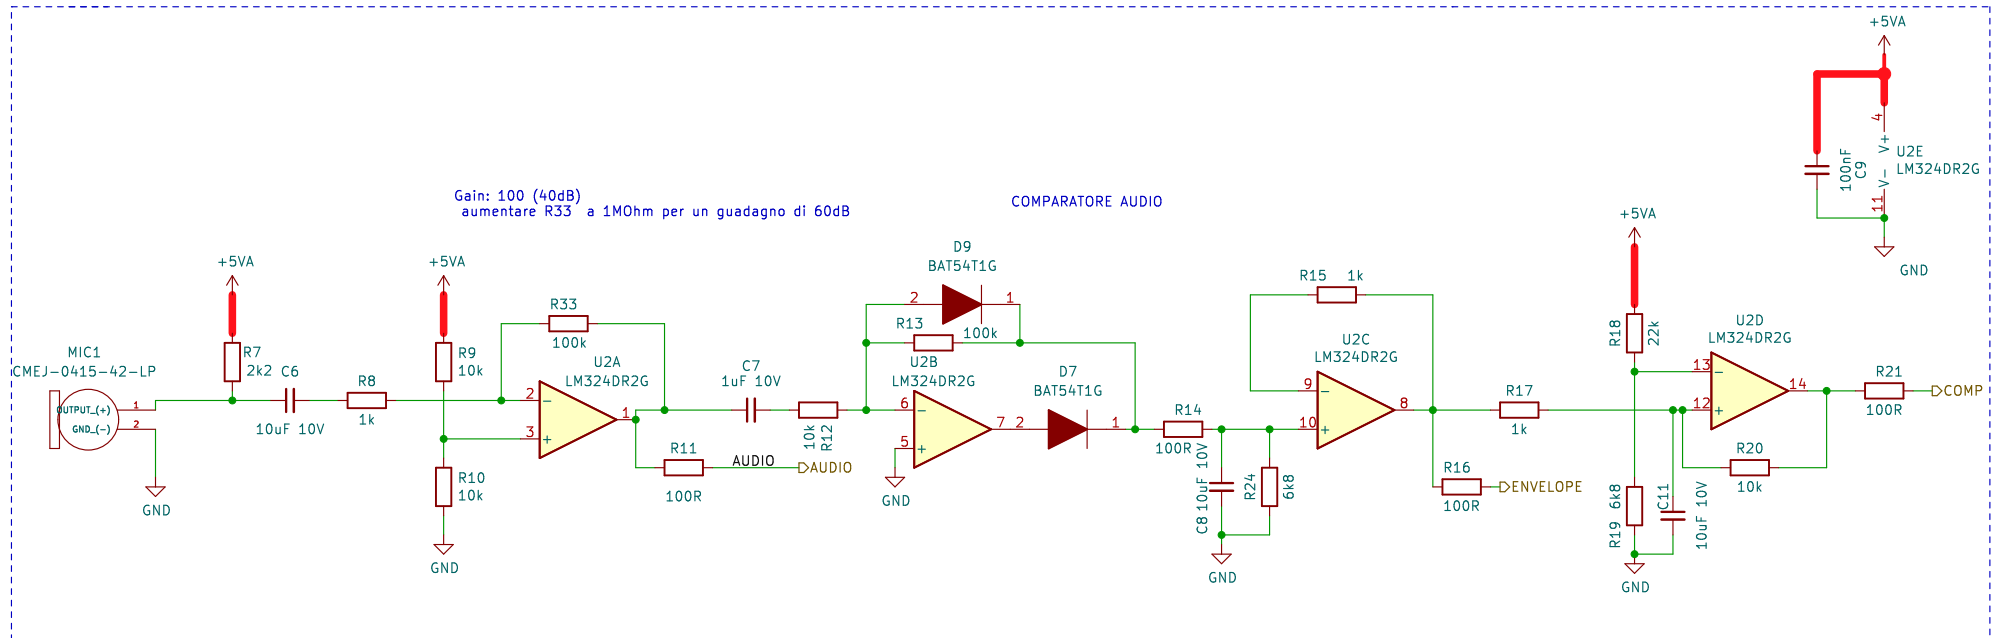 +5VA
4
V+
100nF
C9
U2E
LM324DR2G
V-
11
GND
Gain: 100 (40dB)
aumentare R33  a 1MOhm per un guadagno di 60dB
COMPARATORE AUDIO
+5VA
+5VA
+5VA
D9
BAT54T1G
2
1
R13
100k
R15
1k
R33
100k
MIC1
CMEJ-0415-42-LP
OUTPUT_(+)
1
GND_(-)
2
GND
R7
2k2
C6
10uF 10V
R8
1k
R9
10k
R10
10k
GND
U2A
LM324DR2G
2
-
3
+
1
R11
100R
AUDIO
AUDIO
C7
1uF 10V
10k
R12
U2B
LM324DR2G
6
-
5
+
7
GND
D7
BAT54T1G
2
1
R14
100R
C8
10uF 10V
R24
6k8
GND
U2C
LM324DR2G
9
-
10
+
8
R16
100R
ENVELOPE
R17
1k
R18
22k
R19
6k8
C11
10uF 10V
GND
U2D
LM324DR2G
13
-
12
+
14
R20
10k
R21
100R
COMP